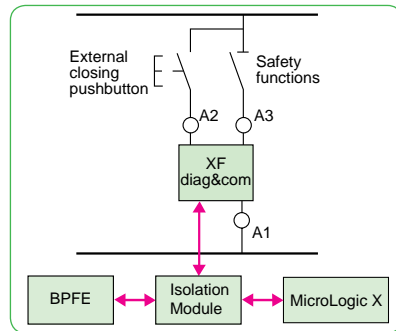 External
closing
pushbutton
Safety
functions
A2
A3
XF
diag&com
A1
BPFE
Isolation
Module
MicroLogic X